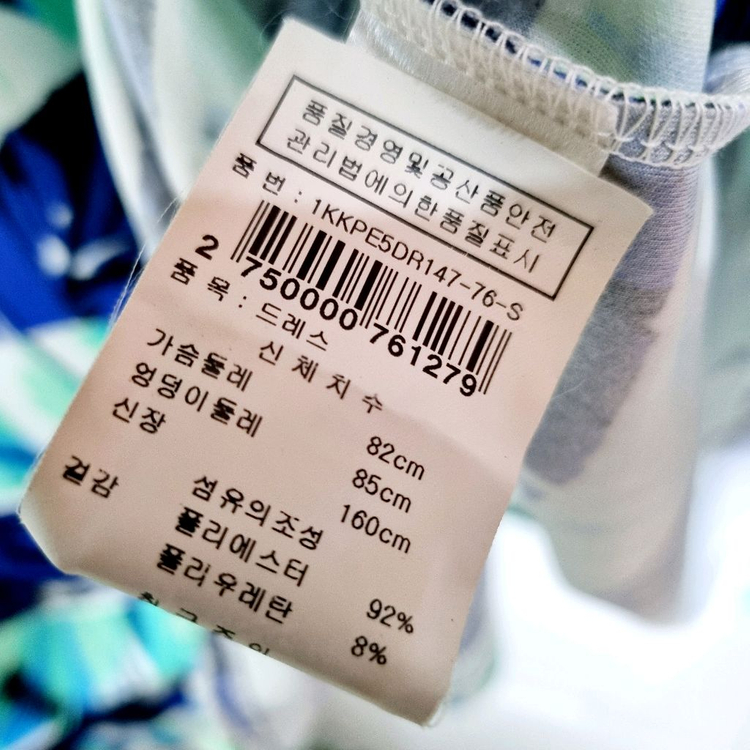 품질경영및공산품안전
관리법에의한품질표시
품 번 : 1KKPE5DR147-76-S
2 750000 761279
품 목 : 드레스
신 체 치 수
가슴둘레 82cm
엉덩이둘레 85cm
신장 160cm
섬유의조성
겉감 폴리에스터 92%
폴리우레탄 8%